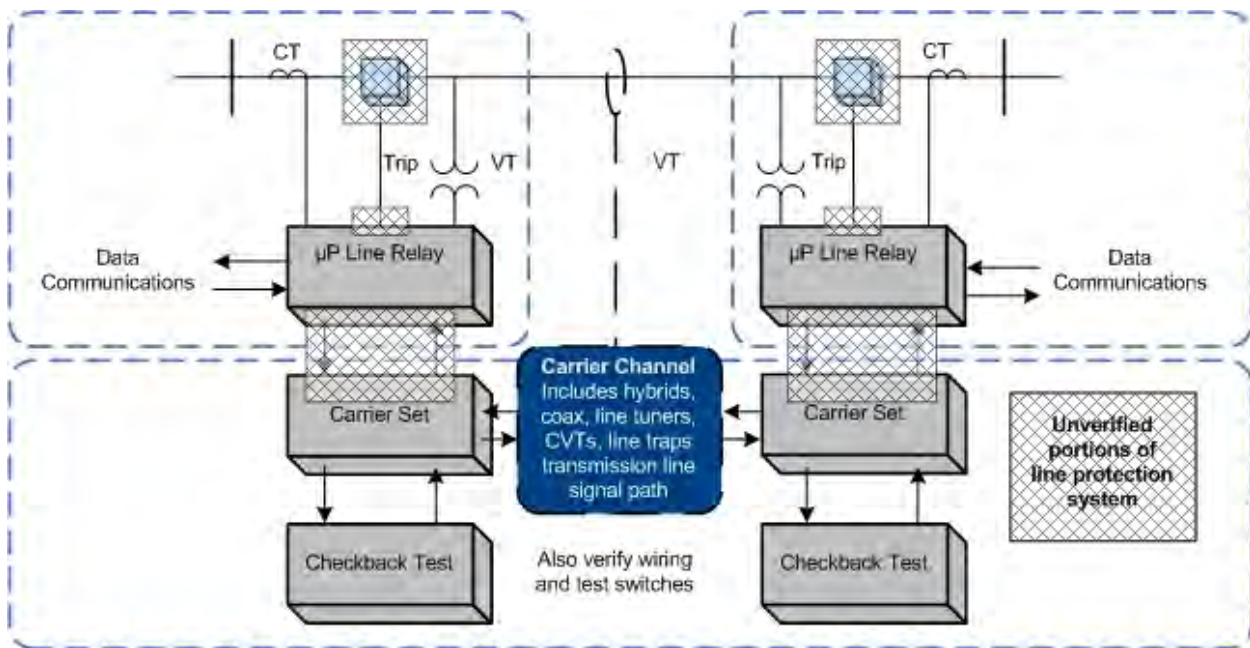 CT
CT
Trip
VT
VT
Trip
µP Line Relay
µP Line Relay
Data
Communications
Data
Communications
Carrier Channel
Includes hybrids,
coax, line tuners,
CVTs, line traps
transmission line
signal path
Carrier Set
Carrier Set
Unverified
portions of
line protection
system
Checkback Test
Also verify wiring
and test switches
Checkback Test